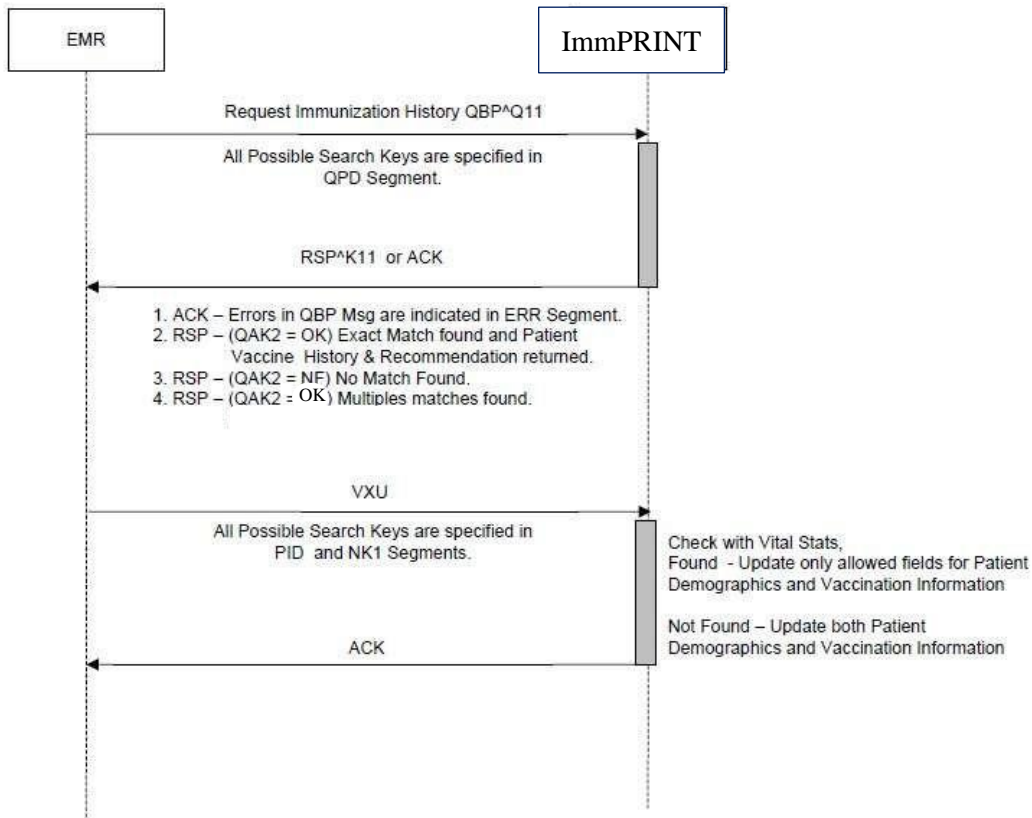 EMR
ImmPRINT
Request Immunization History QBP^Q11
All Possible Search Keys are specified in
QPD Segment.
RSP^K11 or ACK
1. ACK – Errors in QBP Msg are indicated in ERR Segment.
2. RSP – (QAK2 = OK) Exact Match found and Patient
Vaccine History & Recommendation returned.
3. RSP – (QAK2 = NF) No Match Found.
4. RSP – (QAK2 = OK) Multiples matches found.
VXU
All Possible Search Keys are specified in
PID and NK1 Segments.
Check with Vital Stats,
Found - Update only allowed fields for Patient
Demographics and Vaccination Information
Not Found – Update both Patient
Demographics and Vaccination Information
ACK